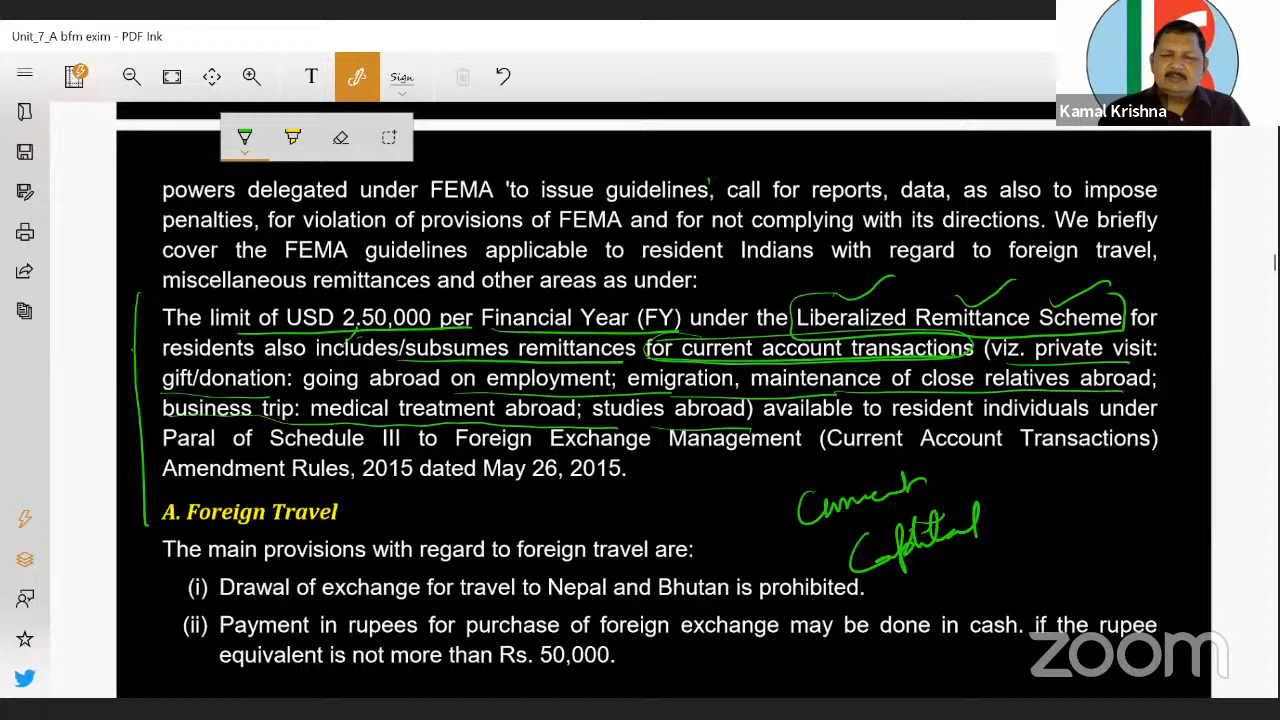 Unit_7_A bfm exim - PDF Ink
T
Sign
Kamal Krishna
powers delegated under FEMA 'to issue guidelines', call for reports, data, as also to impose
penalties, for violation of provisions of FEMA and for not complying with its directions. We briefly
cover the FEMA guidelines applicable to resident Indians with regard to foreign travel,
miscellaneous remittances and other areas as under:
The limit of USD 2,50,000 per Financial Year (FY) under the Liberalized Remittance Scheme for
residents also includes/subsumes remittances for current account transactions (viz. private visit:
gift/donation: going abroad on employment; emigration, maintenance of close relatives abroad;
business trip: medical treatment abroad; studies abroad) available to resident individuals under
Paral of Schedule III to Foreign Exchange Management (Current Account Transactions)
Amendment Rules, 2015 dated May 26, 2015.
Current
Capital
A. Foreign Travel
The main provisions with regard to foreign travel are:
(i) Drawal of exchange for travel to Nepal and Bhutan is prohibited.
(ii) Payment in rupees for purchase of foreign exchange may be done in cash. if the rupee
equivalent is not more than Rs. 50,000.
zoom